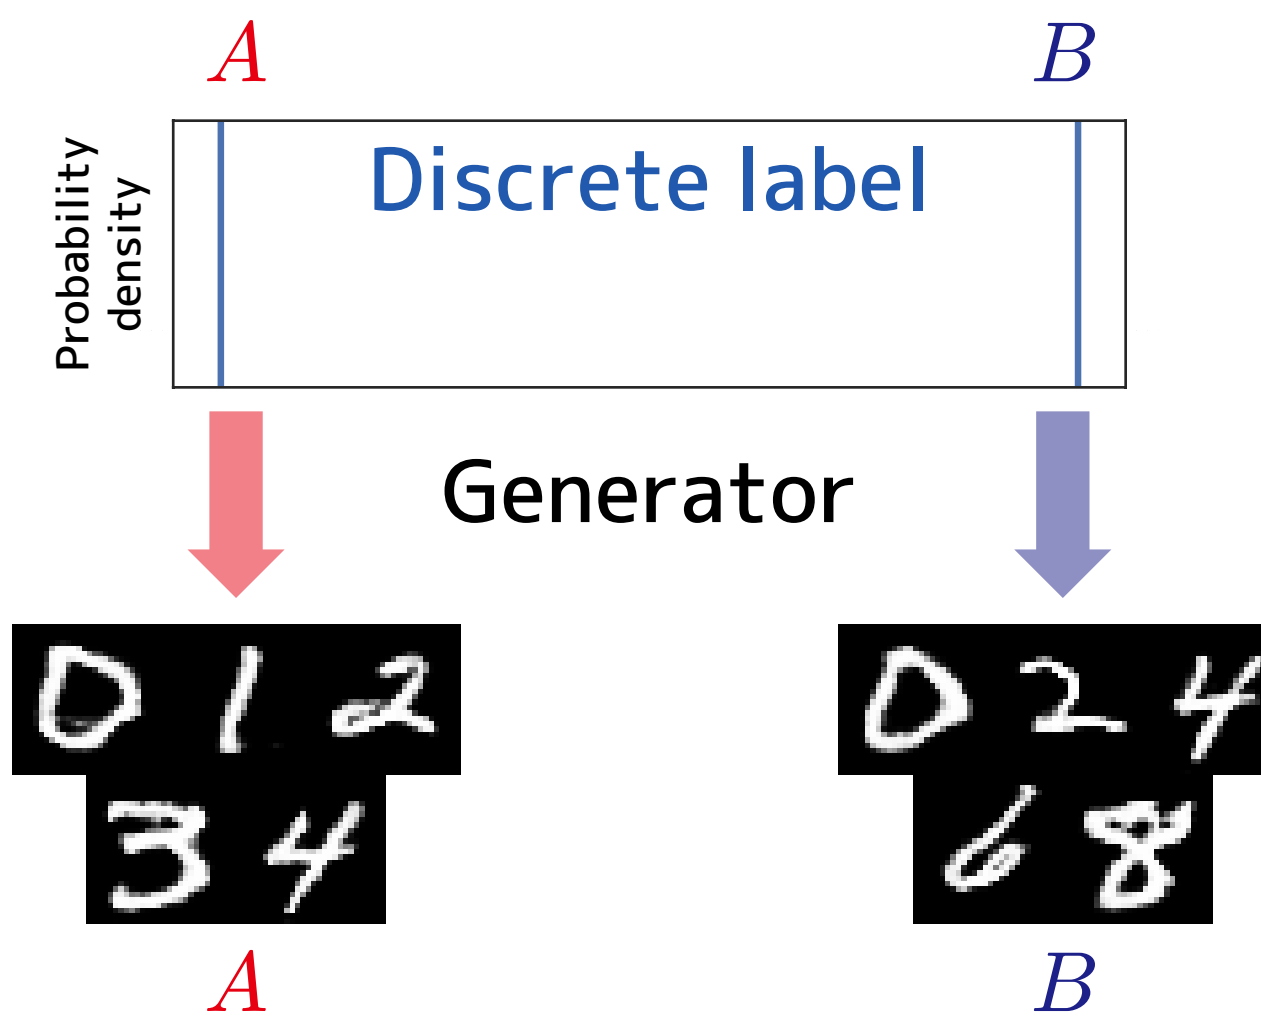 A B
Probability
density
Discrete label
Generator
0 1 2
3 4
0 2 4
6 8
A B